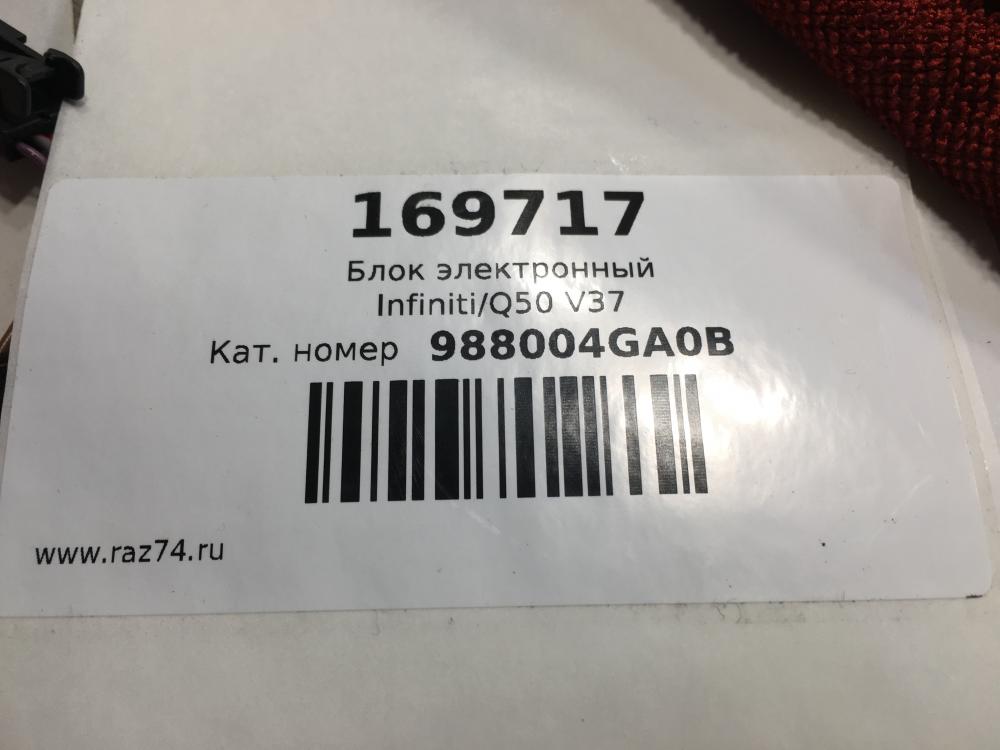 169717
Блок электронный
Infiniti/Q50 V37
Кат. номер 988004GA0B
www.raz74.ru